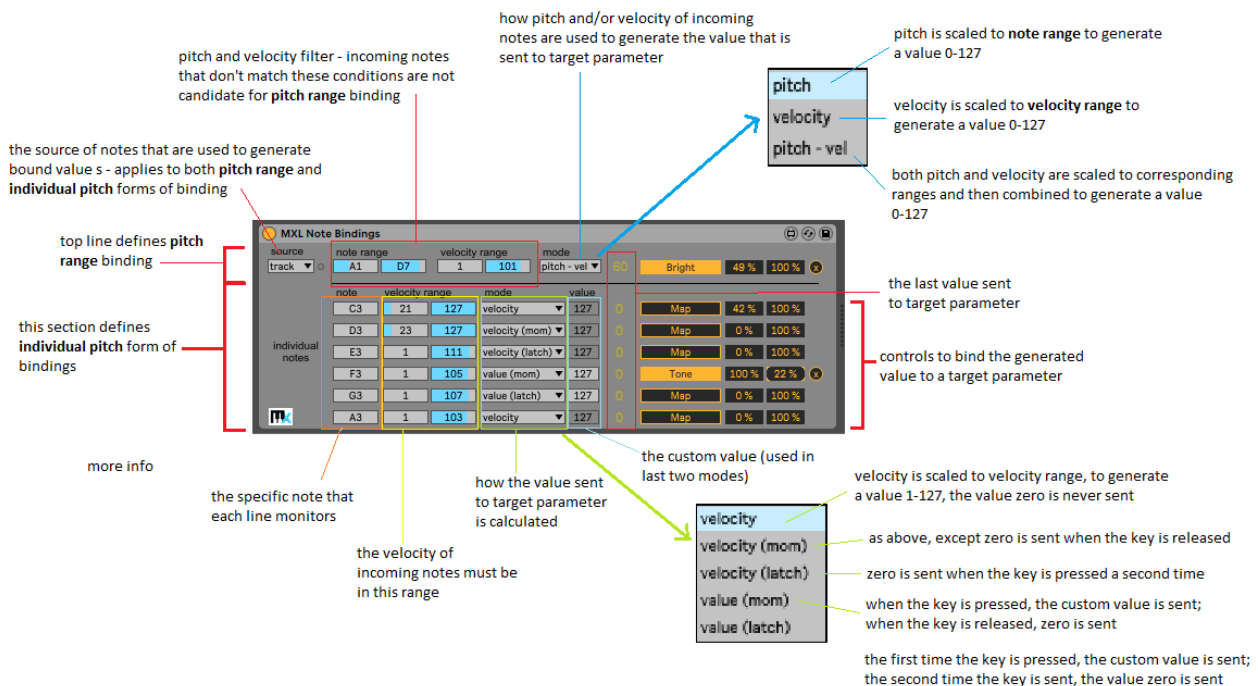 how pitch and/or velocity of incoming
notes are used to generate the value that is
sent to target parameter
pitch is scaled to note range to generate
a value 0-127
pitch and velocity filter - incoming notes
that don't match these conditions are not
candidate for pitch range binding
pitch
velocity
pitch - vel
velocity is scaled to velocity range to
generate a value 0-127
the source of notes that are used to generate
bound value s - applies to both pitch range and
individual pitch forms of binding
both pitch and velocity are scaled to corresponding
ranges and then combined to generate a value
0-127
top line defines pitch
range binding
MXL Note Bindings
source note range velocity range mode
track A1 D7 1 101 pitch - vel 60 Bright 49 % 100 % x
the last value sent
to target parameter
this section defines
individual pitch form of
bindings
note velocity range mode value
C3 21 127 velocity 127 0 Map 42 % 100 %
D3 23 127 velocity (mom) 127 0 Map 0 % 100 %
individual
notes
E3 1 111 velocity (latch) 127 0 Map 0 % 100 %
F3 1 105 value (mom) 127 0 Tone 100 % 22 % x
G3 1 107 value (latch) 127 0 Map 0 % 100 %
A3 1 103 velocity 127 0 Map 0 % 100 %
mx
controls to bind the generated
value to a target parameter
more info
the specific note that
each line monitors
the velocity of
incoming notes must be
in this range
how the value sent
to target parameter
is calculated
the custom value (used in
last two modes)
velocity is scaled to velocity range, to generate
a value 1-127, the value zero is never sent
velocity
velocity (mom)
velocity (latch)
value (mom)
value (latch)
as above, except zero is sent when the key is released
zero is sent when the key is pressed a second time
when the key is pressed, the custom value is sent;
when the key is released, zero is sent
the first time the key is pressed, the custom value is sent;
the second time the key is sent, the value zero is sent